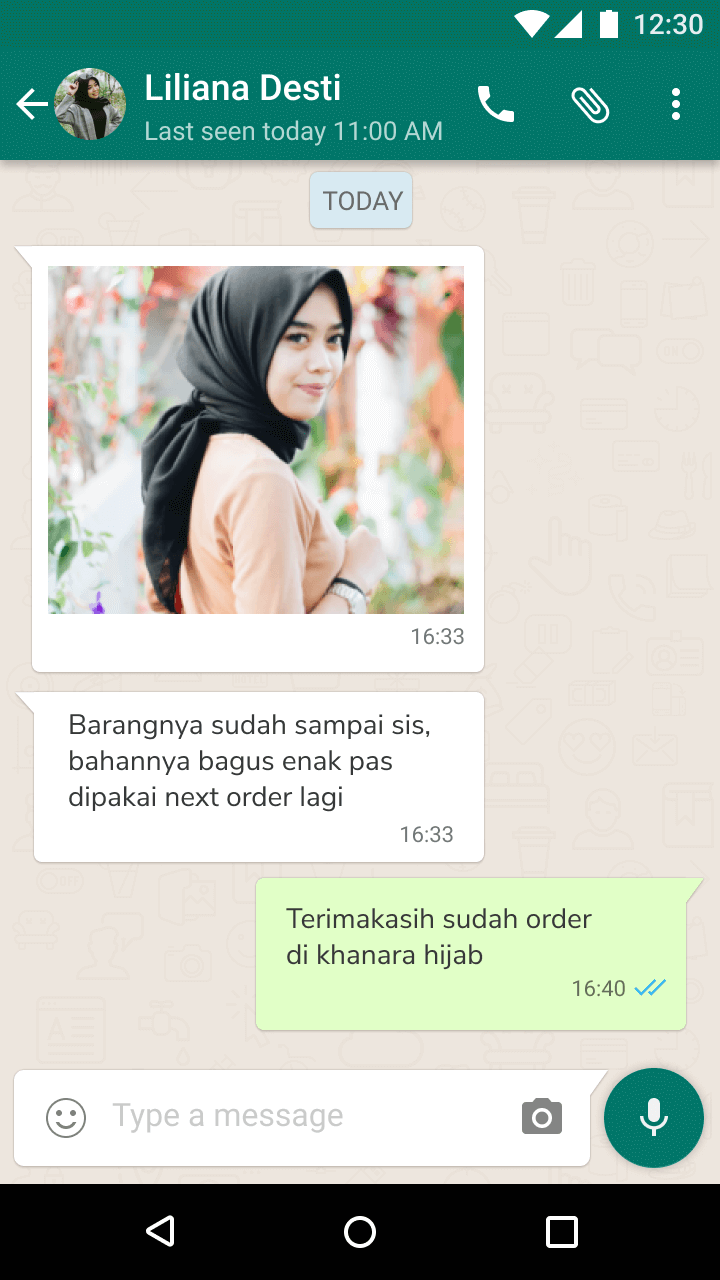 12:30
Liliana Desti
Last seen today 11:00 AM
TODAY
16:33
Barangnya sudah sampai sis,
bahannya bagus enak pas
dipakai next order lagi
16:33
Terimakasih sudah order
di khanara hijab
16:40
Type a message